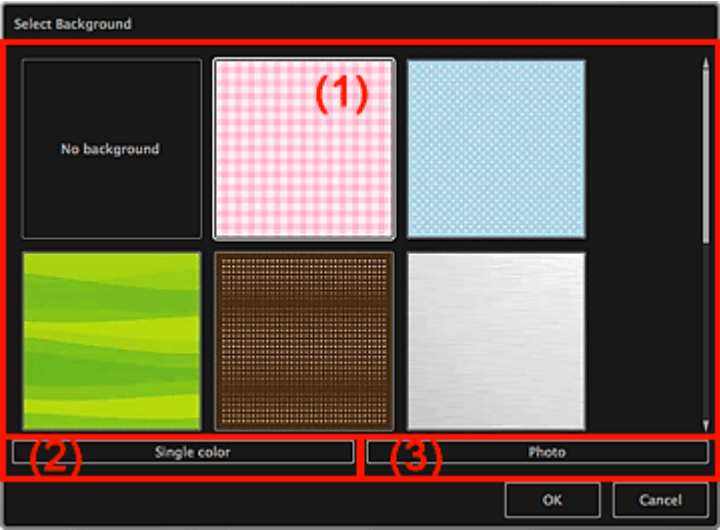 Select Background
(1)
No background
(2) Single color
(3) Photo
OK
Cancel